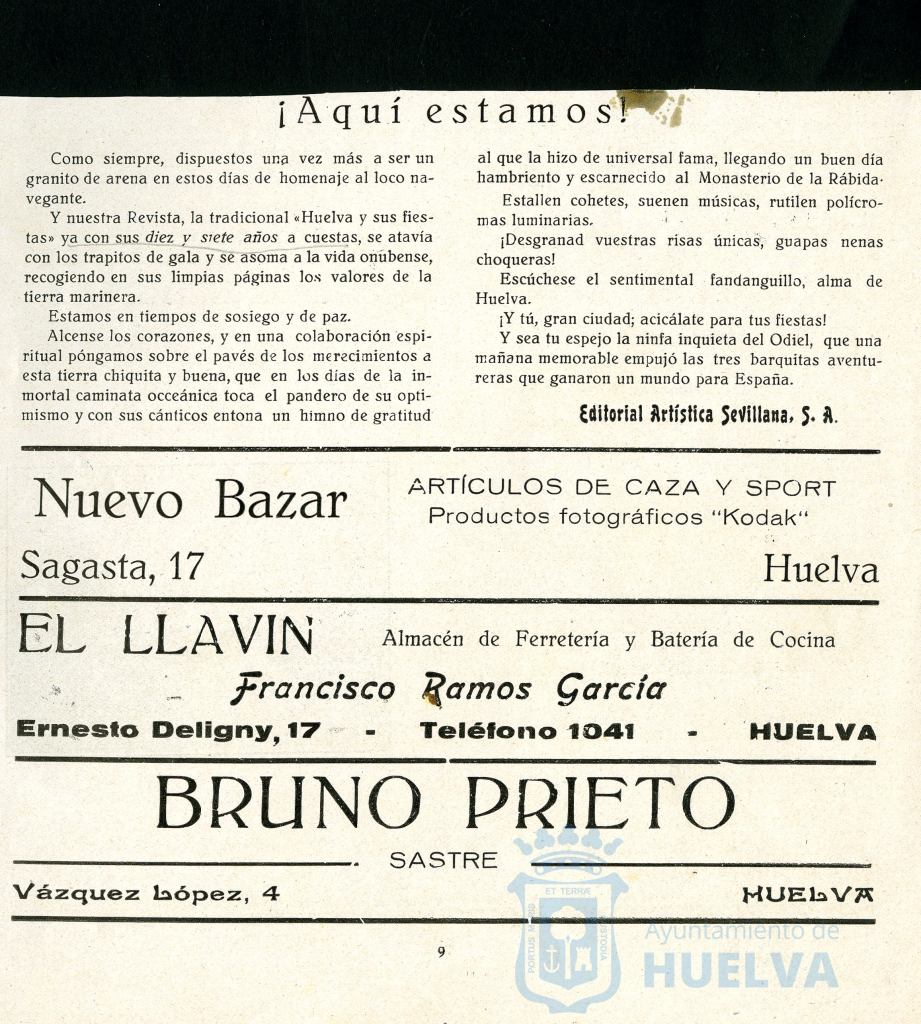 ¡Aquí estamos!
Como siempre, dispuestos una vez más a ser un
granito de arena en estos días de homenaje al loco na-
vegante.
Y nuestra Revista, la tradicional «Huelva y sus fies-
tas» ya con sus diez y siete años a cuestas, se atavía
con los trapitos de gala y se asoma a la vida onubense,
recogiendo en sus limpias páginas los valores de la
tierra marinera.
Estamos en tiempos de sosiego y de paz.
Alcense los corazones, y en una colaboración espi-
ritual póngamos sobre el pavés de los merecimientos a
esta tierra chiquita y buena, que en los días de la in-
mortal caminata occeánica toca el pandero de su opti-
mismo y con sus cánticos entona un himno de gratitud
al que la hizo de universal fama, llegando un buen día
hambriento y escarnecido al Monasterio de la Rábida.
Estallen cohetes, suenen músicas, rutilen polícro-
mas luminarias.
¡Desgranad vuestras risas únicas, guapas nenas
choqueras!
Escúchese el sentimental fandanguillo, alma de
Huelva.
¡Y tú, gran ciudad; acicálate para tus fiestas!
Y sea tu espejo la ninfa inquieta del Odiel, que una
mañana memorable empujó las tres barquitas aventu-
reras que ganaron un mundo para España.
Editorial Artística Sevillana, S. A.
Nuevo Bazar
ARTÍCULOS DE CAZA Y SPORT
Productos fotográficos "Kodak"
Sagasta, 17
Huelva
EL LLAVIN
Almacén de Ferretería y Batería de Cocina
Francisco Ramos García
Ernesto Deligny, 17 - Teléfono 1041 - HUELVA
BRUNO PRIETO
SASTRE
Vázquez López, 4
HUELVA
9
ET TERRÆ
PORTUS MARIS
CUSTODIA
Ayuntamiento de
HUELVA